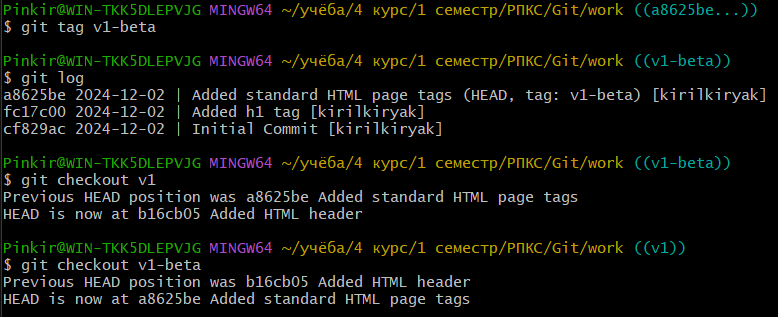 Pinkir@WIN-TKK5DLEPVJG MINGW64 ~/учёба/4 курс/1 семестр/РПКС/Git/work ((a8625be...))
$ git tag v1-beta
Pinkir@WIN-TKK5DLEPVJG MINGW64 ~/учёба/4 курс/1 семестр/РПКС/Git/work ((v1-beta))
$ git log
a8625be 2024-12-02 | Added standard HTML page tags (HEAD, tag: v1-beta) [kirilkiryak]
fc17c00 2024-12-02 | Added h1 tag [kirilkiryak]
cf829ac 2024-12-02 | Initial Commit [kirilkiryak]
Pinkir@WIN-TKK5DLEPVJG MINGW64 ~/учёба/4 курс/1 семестр/РПКС/Git/work ((v1-beta))
$ git checkout v1
Previous HEAD position was a8625be Added standard HTML page tags
HEAD is now at b16cb05 Added HTML header
Pinkir@WIN-TKK5DLEPVJG MINGW64 ~/учёба/4 курс/1 семестр/РПКС/Git/work ((v1))
$ git checkout v1-beta
Previous HEAD position was b16cb05 Added HTML header
HEAD is now at a8625be Added standard HTML page tags